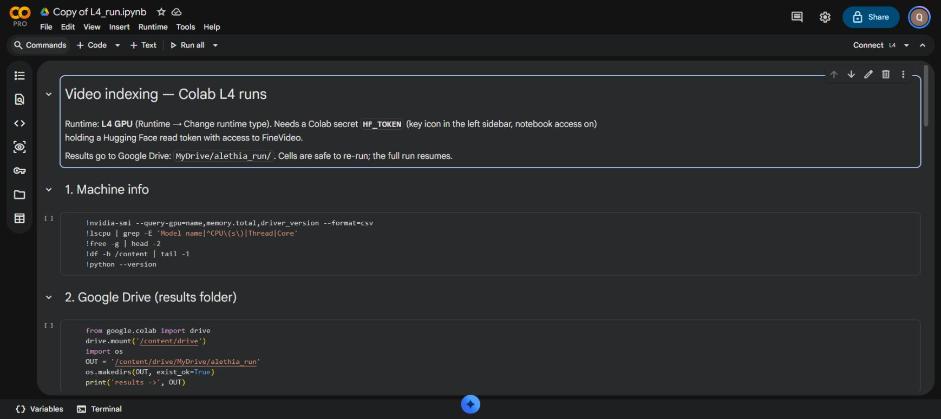 Copy of L4_run.ipynb
PRO
File Edit View Insert Runtime Tools Help
Share
Q
Commands + Code + Text Run all
Connect L4
Video indexing — Colab L4 runs
Runtime: L4 GPU (Runtime → Change runtime type). Needs a Colab secret HF_TOKEN (key icon in the left sidebar, notebook access on)
holding a Hugging Face read token with access to FineVideo.
Results go to Google Drive: MyDrive/alethia_run/ . Cells are safe to re-run; the full run resumes.
1. Machine info
[ ]
!nvidia-smi --query-gpu=name,memory.total,driver_version --format=csv
!lscpu | grep -E 'Model name|^CPU\(s\)|Thread|Core'
!free -g | head -2
!df -h /content | tail -1
!python --version
2. Google Drive (results folder)
[ ]
from google.colab import drive
drive.mount('/content/drive')
import os
OUT = '/content/drive/MyDrive/alethia_run'
os.makedirs(OUT, exist_ok=True)
print('results ->', OUT)
Variables Terminal